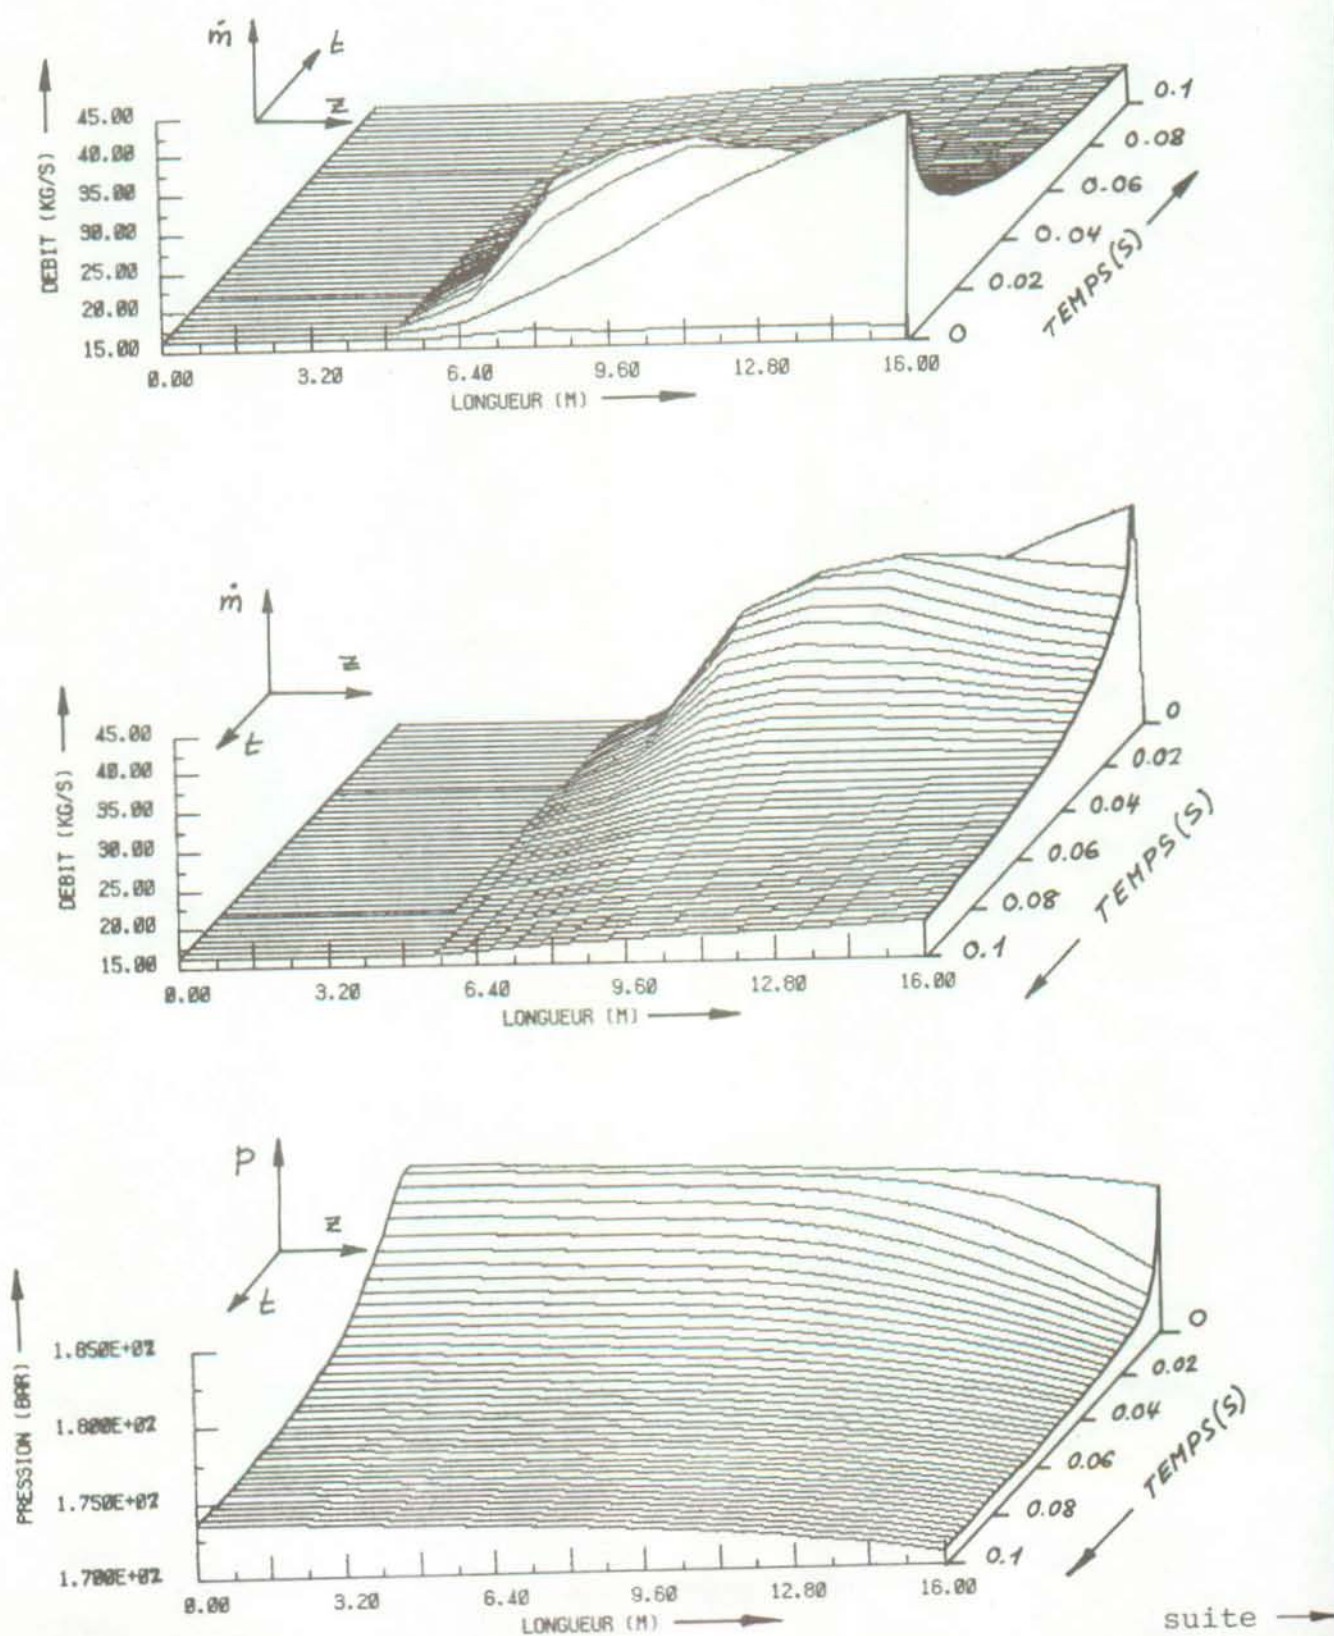 ṁ
t
z
DEBIT (KG/S)
45.00
40.00
35.00
30.00
25.00
20.00
15.00
0.00 3.20 6.40 9.60 12.80 16.00
LONGUEUR (M)
0.1
0.08
0.06
0.04
0.02
0
TEMPS(S)
ṁ
z
t
DEBIT (KG/S)
45.00
40.00
35.00
30.00
25.00
20.00
15.00
0.00 3.20 6.40 9.60 12.80 16.00
LONGUEUR (M)
0
0.02
0.04
0.06
0.08
0.1
TEMPS(S)
P
z
t
PRESSION (BAR)
1.850E+02
1.800E+02
1.750E+02
1.700E+02
0.00 3.20 6.40 9.60 12.80 16.00
LONGUEUR (M)
0
0.02
0.04
0.06
0.08
0.1
TEMPS(S)
suite